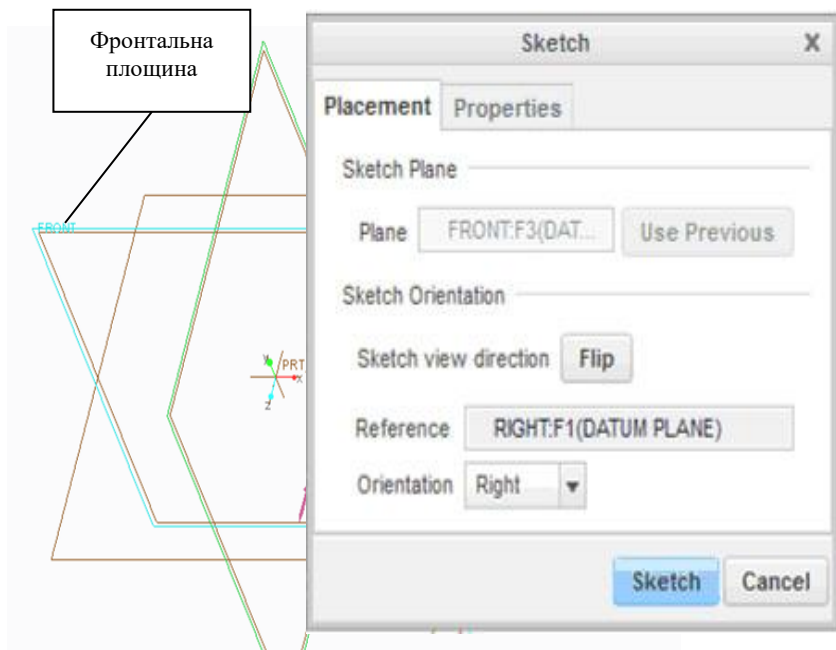 Фронтальна
площина
FRONT
y
PRT
x
z
Sketch X
Placement Properties
Sketch Plane
Plane FRONT:F3(DAT... Use Previous
Sketch Orientation
Sketch view direction Flip
Reference RIGHT:F1(DATUM PLANE)
Orientation Right
Sketch Cancel